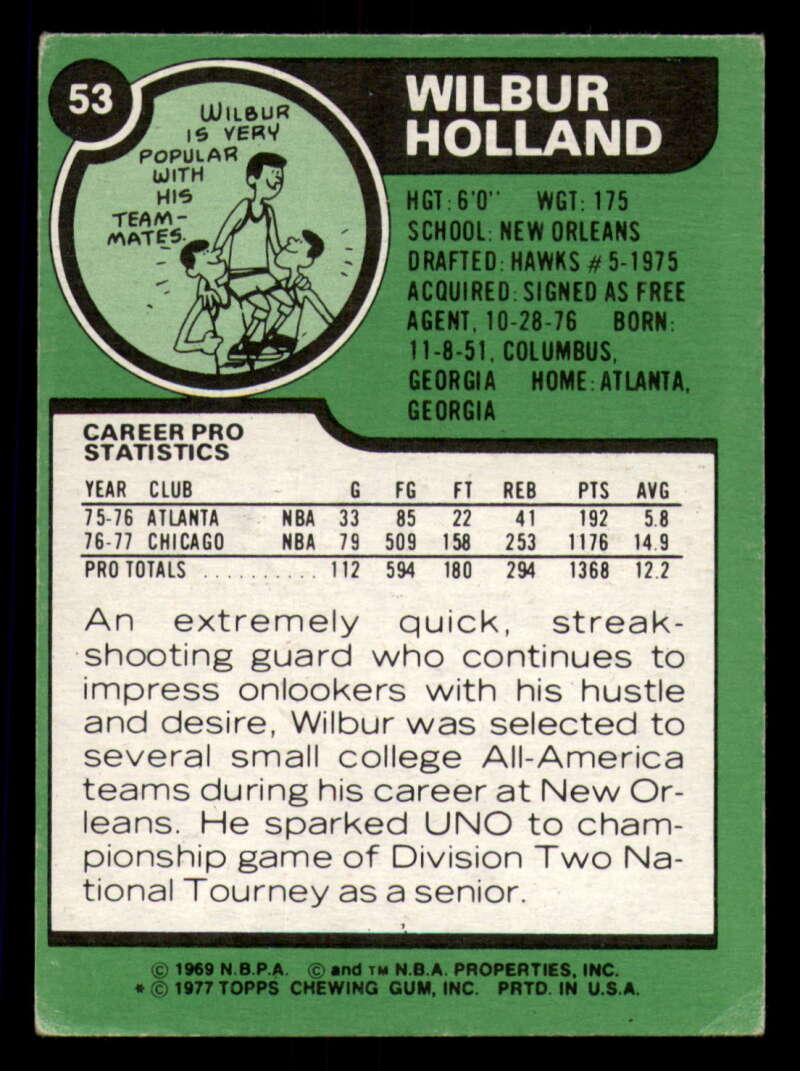 53
WILBUR
IS VERY
POPULAR
WITH
HIS
TEAM-
MATES.
WILBUR
HOLLAND
HGT: 6'0" WGT: 175
SCHOOL: NEW ORLEANS
DRAFTED: HAWKS #5-1975
ACQUIRED: SIGNED AS FREE
AGENT, 10-28-76 BORN:
11-8-51, COLUMBUS,
GEORGIA HOME: ATLANTA,
GEORGIA
CAREER PRO
STATISTICS
YEAR CLUB G FG FT REB PTS AVG
75-76 ATLANTA NBA 33 85 22 41 192 5.8
76-77 CHICAGO NBA 79 509 158 253 1176 14.9
PRO TOTALS .......... 112 594 180 294 1368 12.2
An extremely quick, streak-
shooting guard who continues to
impress onlookers with his hustle
and desire, Wilbur was selected to
several small college All-America
teams during his career at New Or-
leans. He sparked UNO to cham-
pionship game of Division Two Na-
tional Tourney as a senior.
© 1969 N.B.P.A. © and TM N.B.A. PROPERTIES, INC.
* © 1977 TOPPS CHEWING GUM, INC. PRTD. IN U.S.A.